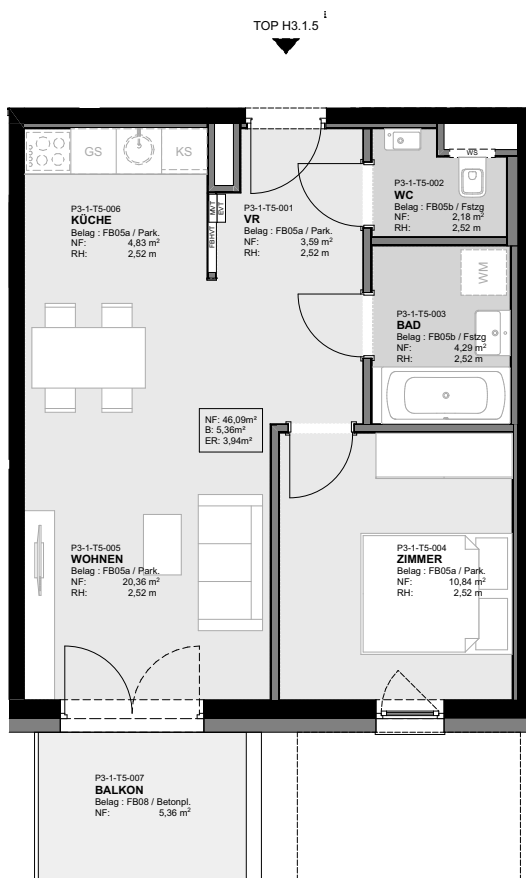 TOP H3.1.5
GS
KS
WS
P3-1-T5-002
WC
Belag : FB05b / Fstzg
NF: 2,18 m²
RH: 2,52 m
P3-1-T5-006
KÜCHE
Belag : FB05a / Park.
NF: 4,83 m²
RH: 2,52 m
MVT
EVT
FBHVT
P3-1-T5-001
VR
Belag : FB05a / Park.
NF: 3,59 m²
RH: 2,52 m
WM
P3-1-T5-003
BAD
Belag : FB05b / Fstzg
NF: 4,29 m²
RH: 2,52 m
NF: 46,09m²
B: 5,36m²
ER: 3,94m²
P3-1-T5-005
WOHNEN
Belag : FB05a / Park.
NF: 20,36 m²
RH: 2,52 m
P3-1-T5-004
ZIMMER
Belag : FB05a / Park.
NF: 10,84 m²
RH: 2,52 m
P3-1-T5-007
BALKON
Belag : FB08 / Betonpl.
NF: 5,36 m²